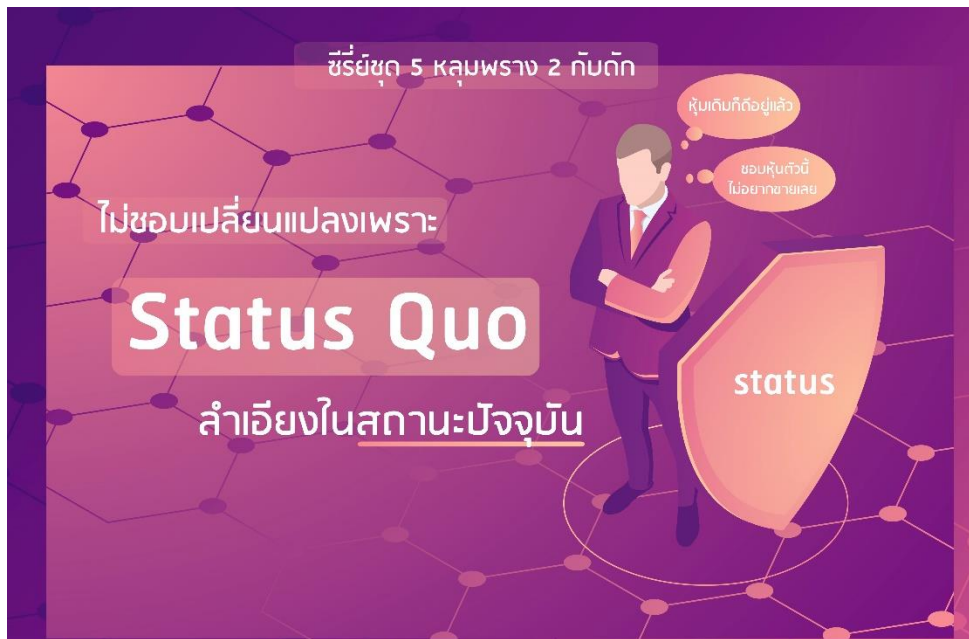 ซีรี่ย์ชุด 5 หลุมพราง 2 กับดัก
หุ้มเดิมก็ดีอยู่แล้ว
ชอบหุ้นตัวนี้
ไม่อยากขายเลย
ไม่ชอบเปลี่ยนแปลงเพราะ
Status Quo
ลำเอียงในสถานะปัจจุบัน
status